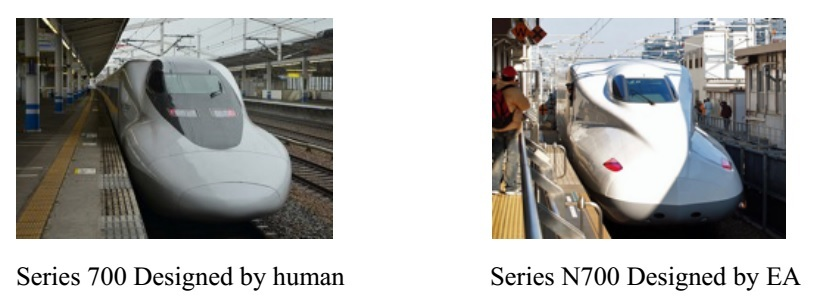 Series 700 Designed by human
Series N700 Designed by EA